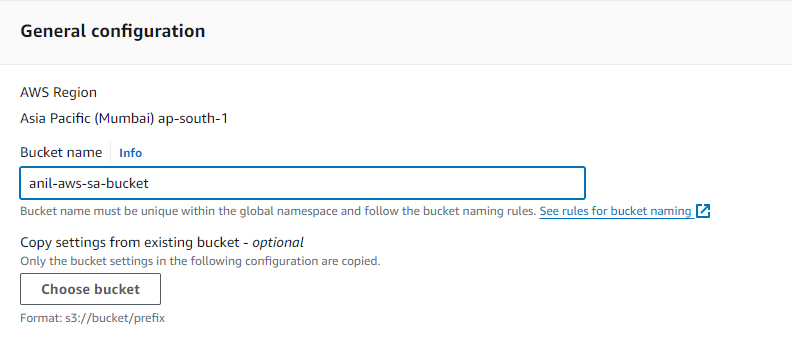 General configuration
AWS Region
Asia Pacific (Mumbai) ap-south-1
Bucket name Info
anil-aws-sa-bucket
Bucket name must be unique within the global namespace and follow the bucket naming rules. See rules for bucket naming
Copy settings from existing bucket - optional
Only the bucket settings in the following configuration are copied.
Choose bucket
Format: s3://bucket/prefix